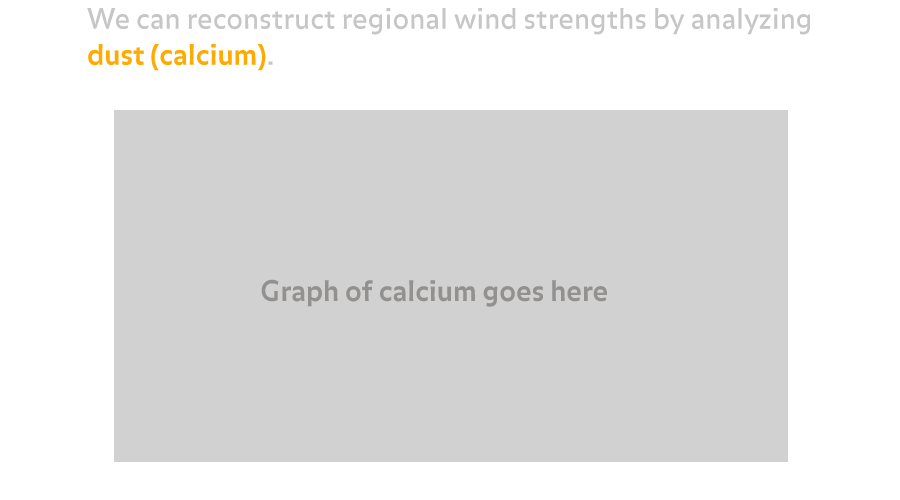 We can reconstruct regional wind strengths by analyzing
dust (calcium).
Graph of calcium goes here